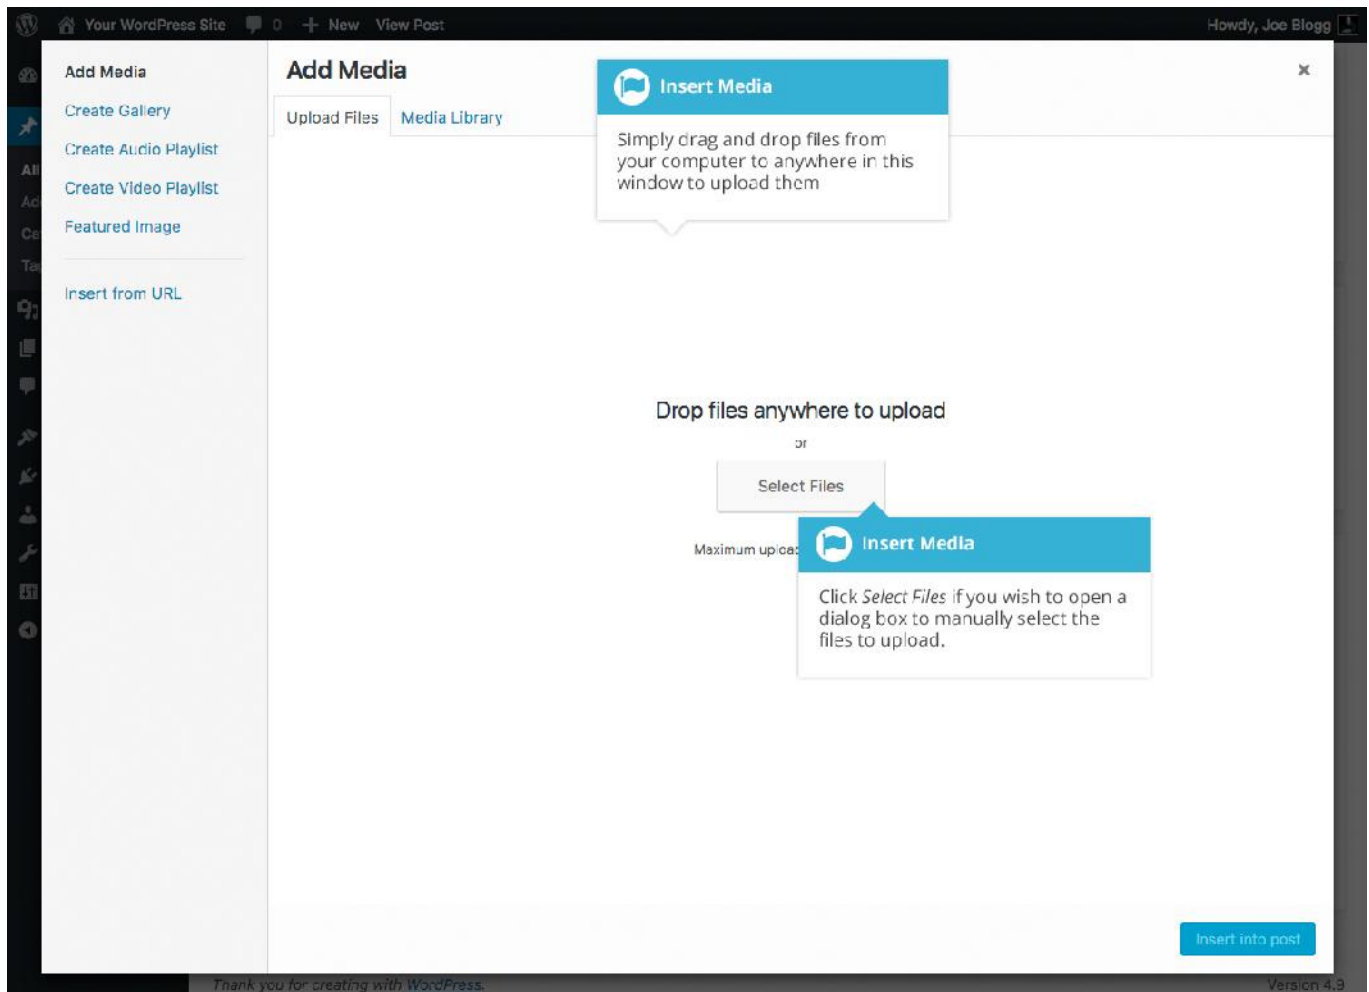 Your WordPress Site 0 New View Post Howdy, Joe Blogg
Add Media
Create Gallery
Create Audio Playlist
Create Video Playlist
Featured Image
Insert from URL
All
Add Media
Upload Files Media Library
Insert Media
Simply drag and drop files from
your computer to anywhere in this
window to upload them
Drop files anywhere to upload
or
Select Files
Maximum
Insert Media
Click Select Files if you wish to open a
dialog box to manually select the
files to upload.
Insert into post
Thank you for creating with WordPress. Version 4.9